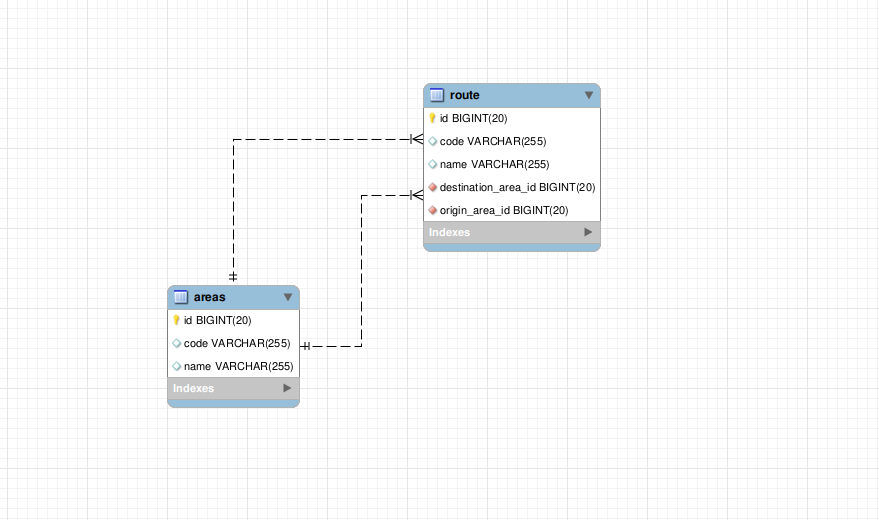 route
id BIGINT(20)
code VARCHAR(255)
name VARCHAR(255)
destination_area_id BIGINT(20)
origin_area_id BIGINT(20)
Indexes
areas
id BIGINT(20)
code VARCHAR(255)
name VARCHAR(255)
Indexes